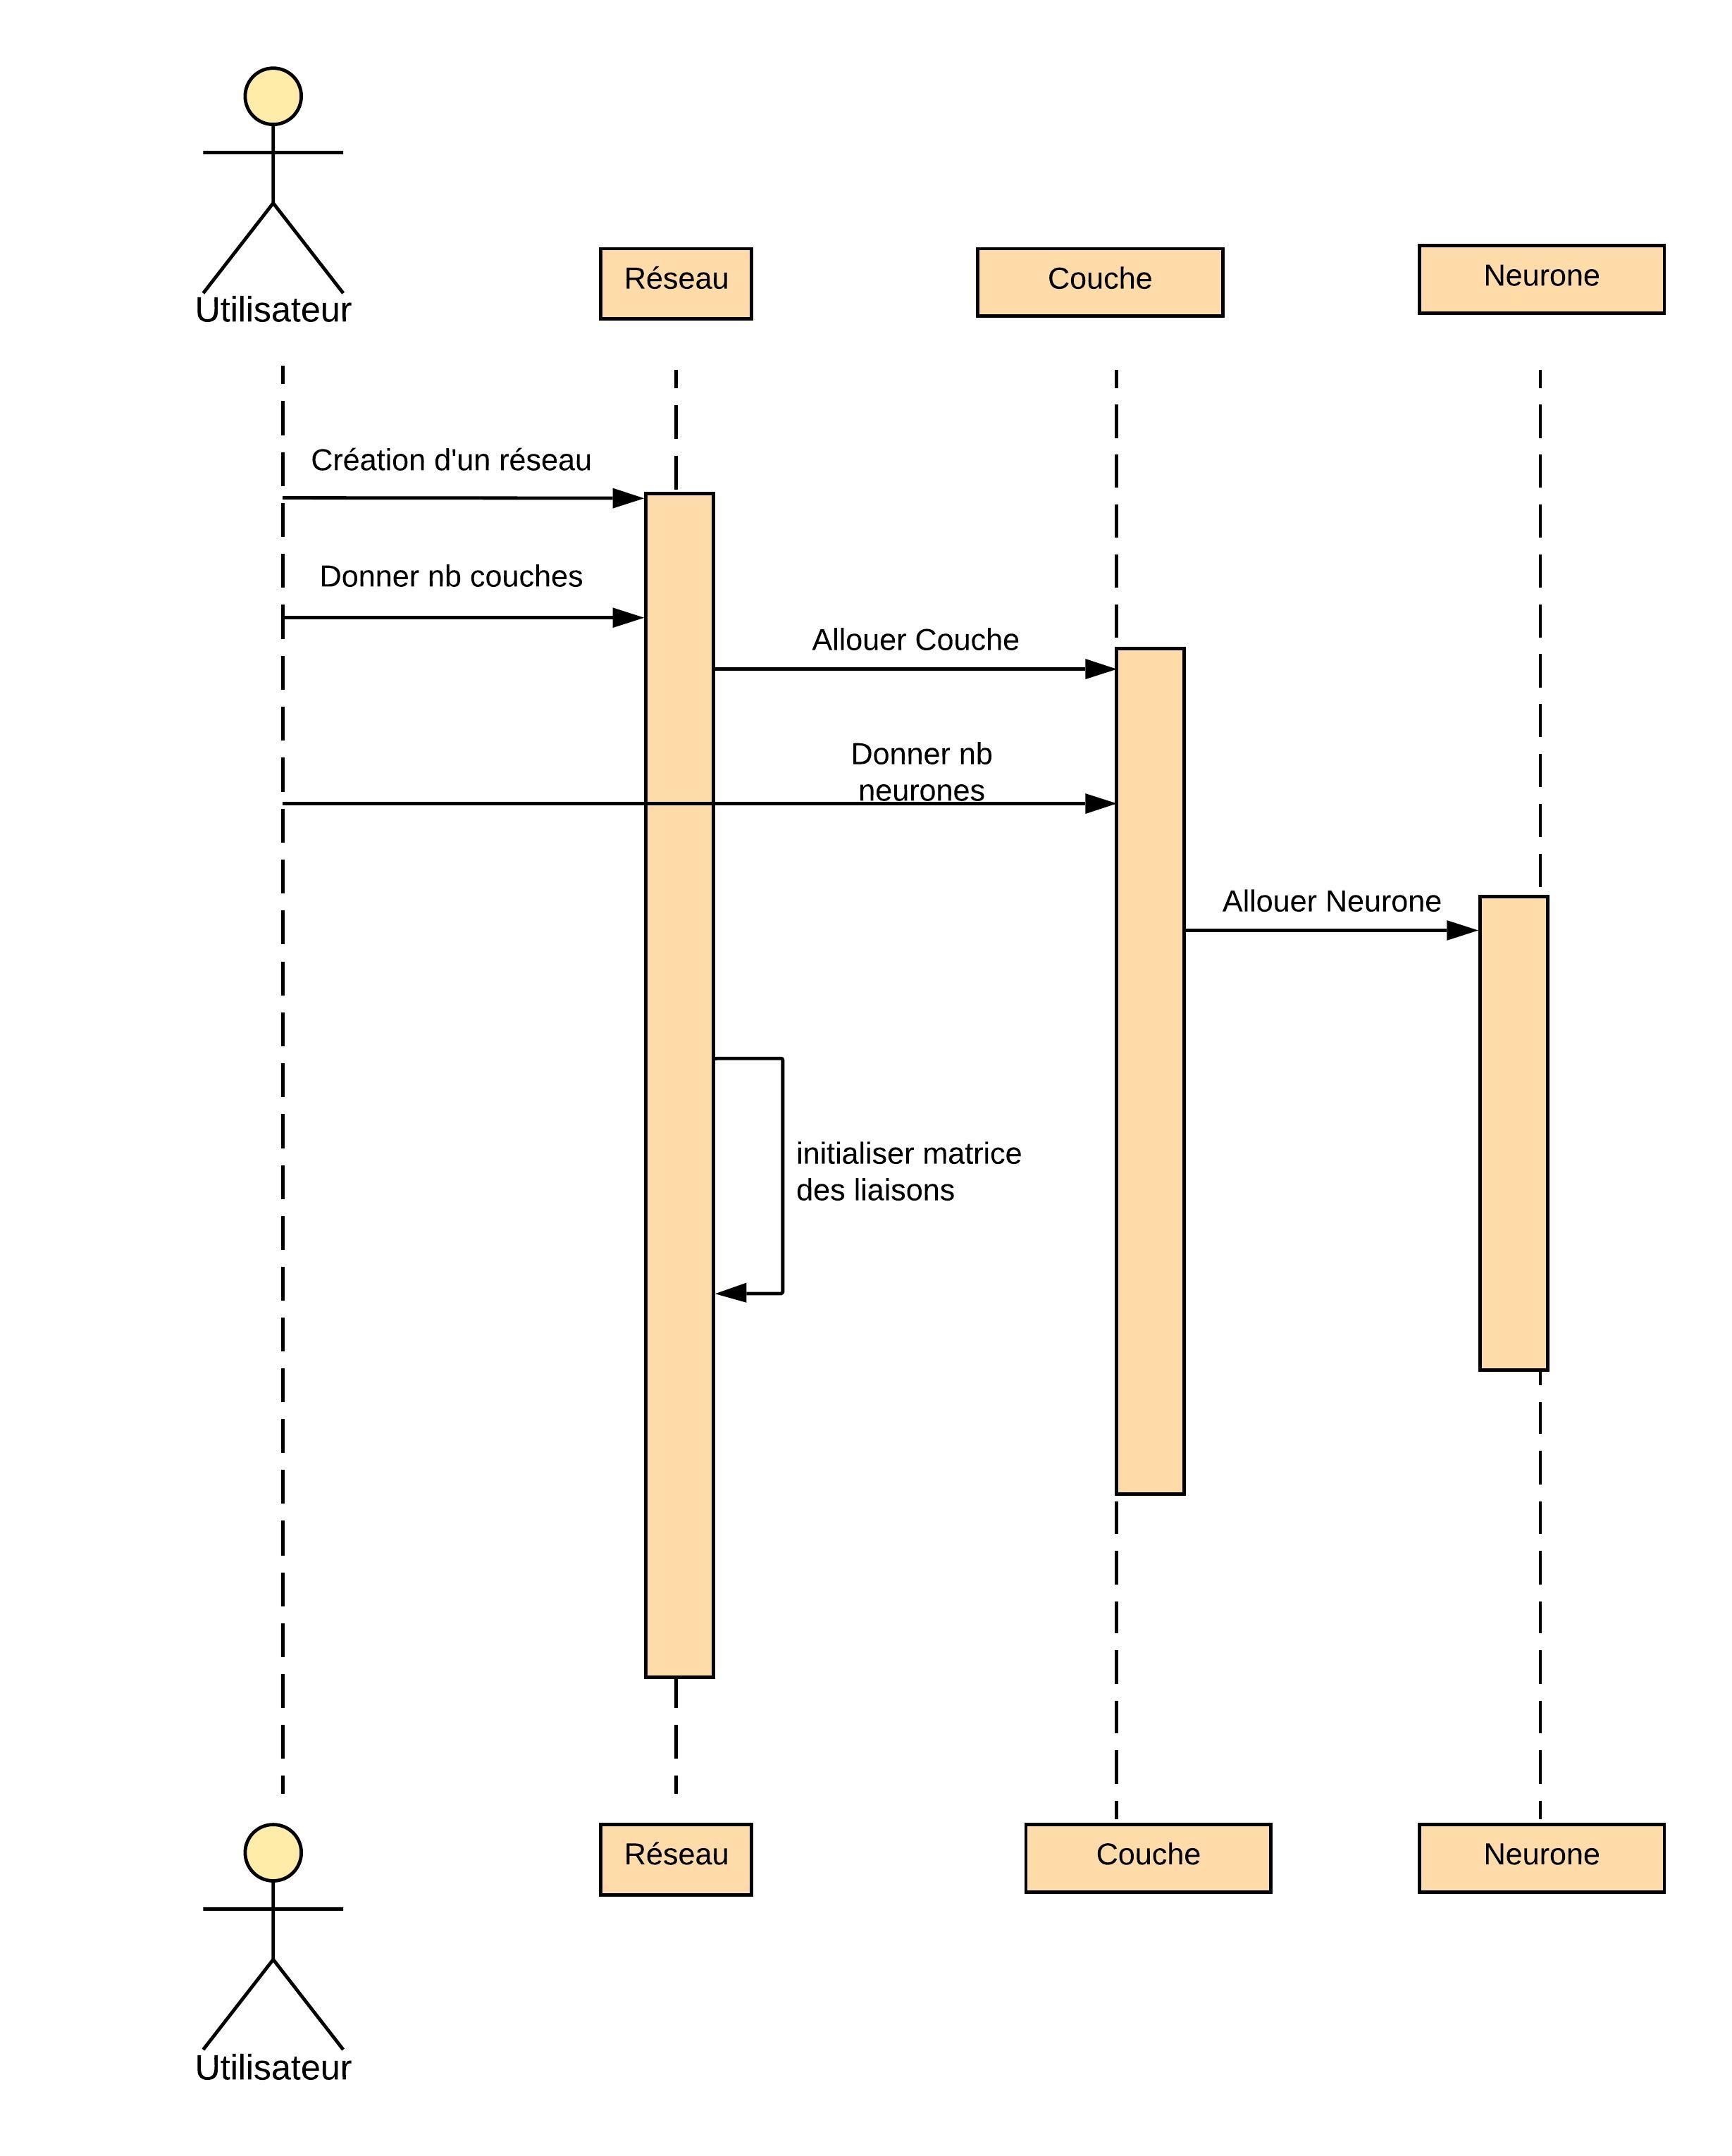 Utilisateur
Réseau
Couche
Neurone
Création d'un réseau
Donner nb couches
Allouer Couche
Donner nb
neurones
Allouer Neurone
initialiser matrice
des liaisons
Réseau
Couche
Neurone
Utilisateur